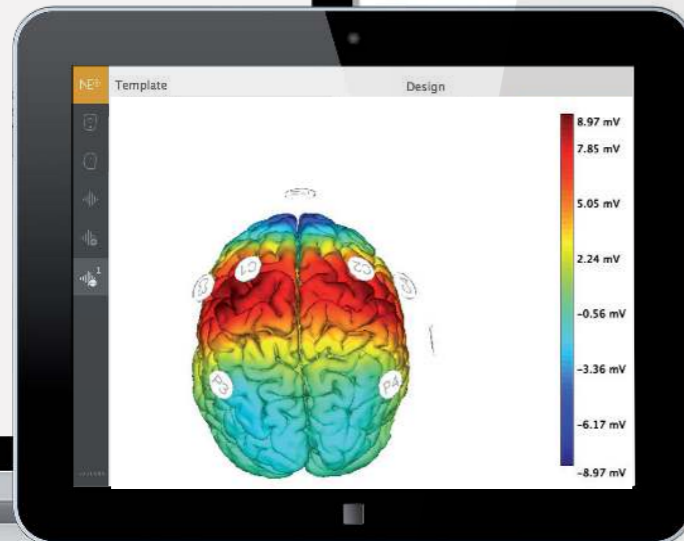 NE
Template
Design
8.97 mV
7.85 mV
5.05 mV
2.24 mV
-0.56 mV
-3.36 mV
-6.17 mV
-8.97 mV
C1
C2
P3
P4
1